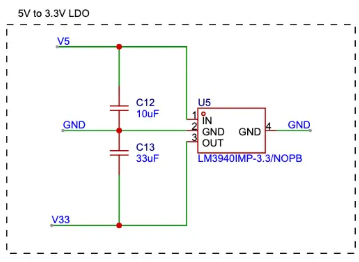 5V to 3.3V LDO
V5
U5
C12
10uF
1
IN
GND
2
GND
GND
4
GND
3
OUT
C13
33uF
LM3940IMP-3.3/NOPB
V33